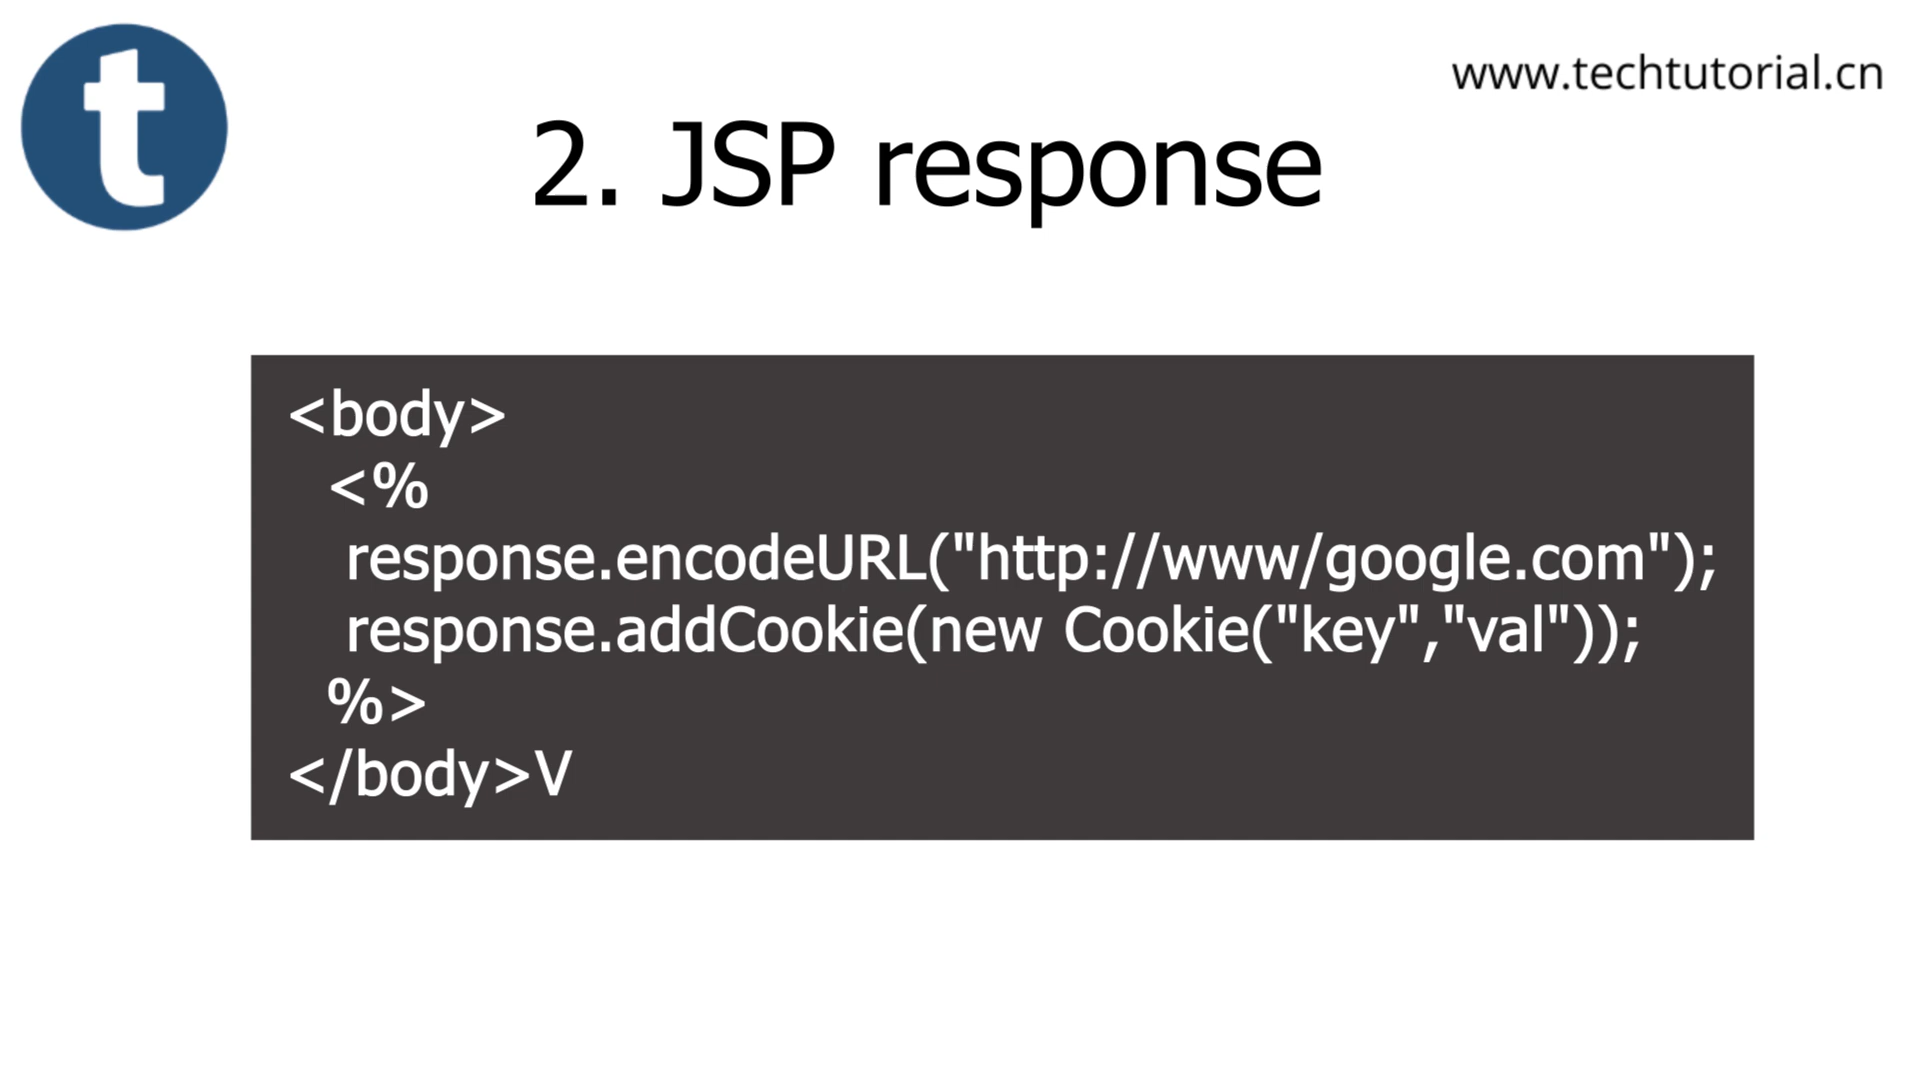 t
www.techtutorial.cn
2. JSP response
<body>
<%
response.encodeURL("http://www/google.com");
response.addCookie(new Cookie("key","val"));
%>
</body>V